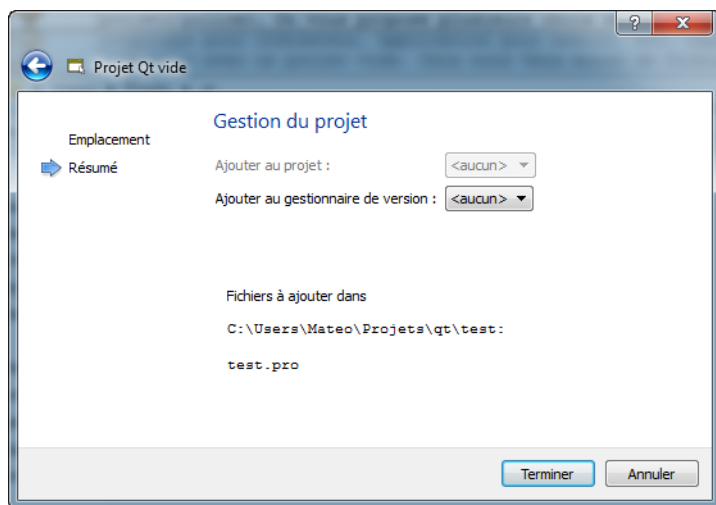 Projet Qt vide
Gestion du projet
Emplacement
Résumé
Ajouter au projet :
<aucun>
Ajouter au gestionnaire de version :
<aucun>
Fichiers à ajouter dans
C:\Users\Mateo\Projets\qt\test:
test.pro
Terminer
Annuler